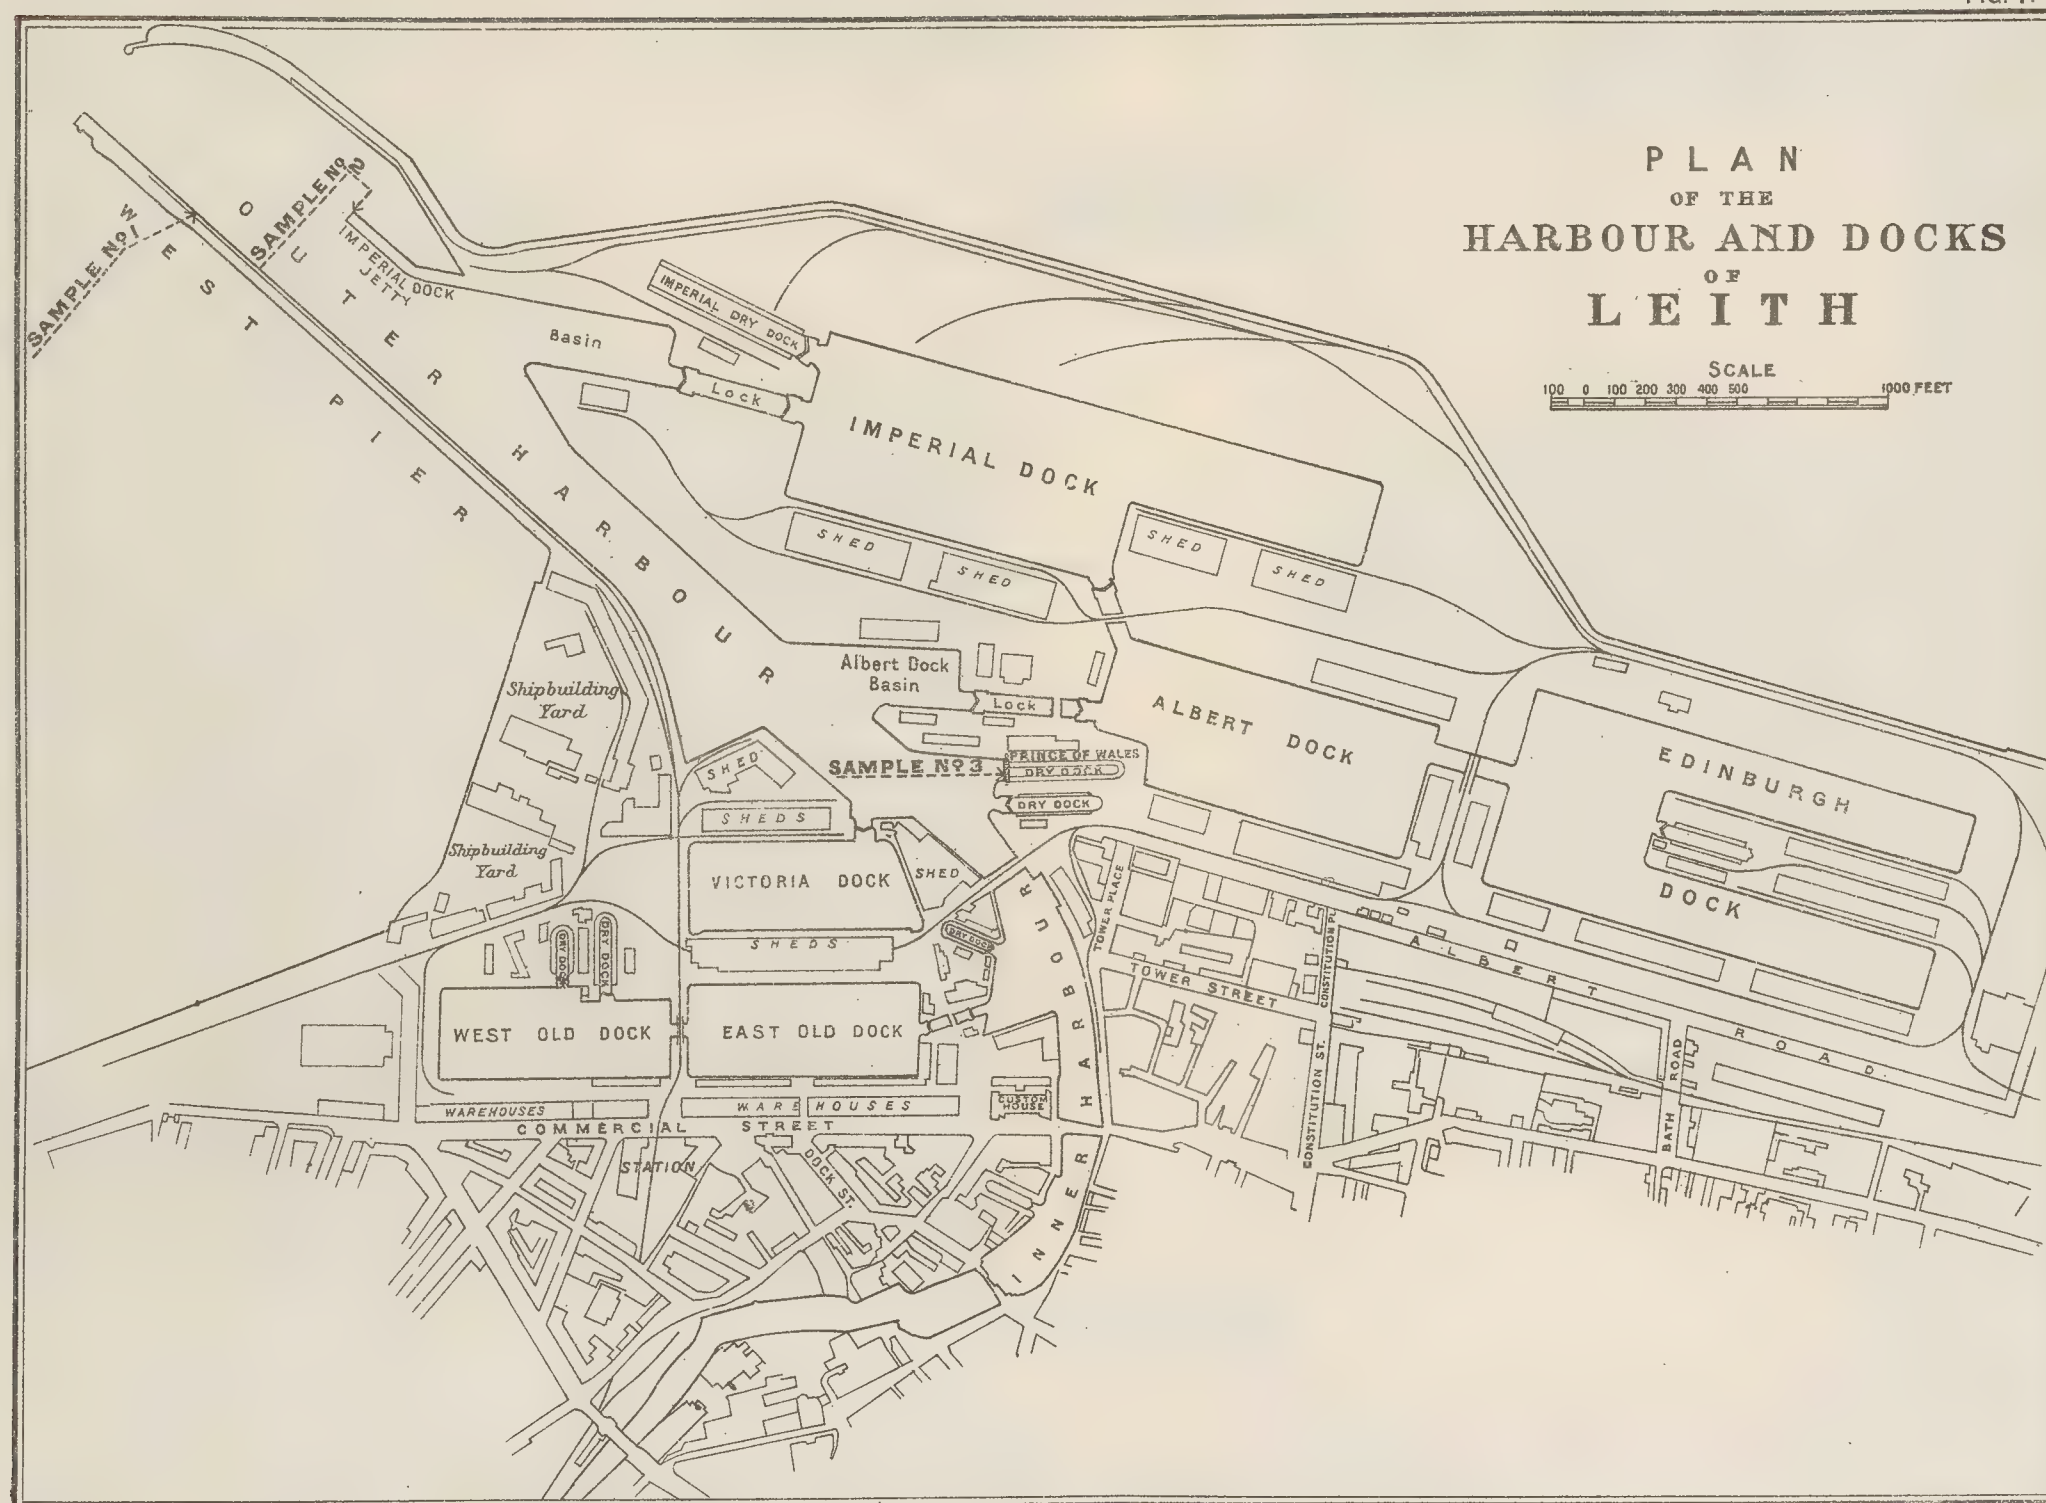 PLAN
OF THE
HARBOUR AND DOCKS
OF
LEITH
SCALE
100 0 100 200 300 400 500 1000 FEET
SAMPLE Nº 1
SAMPLE Nº 2
WEST PIER
OUTER HARBOUR
IMPERIAL DOCK
JETTY
Basin
IMPERIAL DRY DOCK
Lock
IMPERIAL DOCK
SHED
SHED
SHED
SHED
Albert Dock
Basin
Lock
ALBERT DOCK
Shipbuilding
Yard
SHED
SAMPLE Nº 3
PRINCE OF WALES
DRY DOCK
DRY DOCK
EDINBURGH
DOCK
SHEDS
Shipbuilding
Yard
VICTORIA DOCK
SHED
SHEDS
DRY DOCK
DRY DOCK
DRY DOCK
TOWER PLACE
TOWER STREET
CONSTITUTION PL.
ALBERT ROAD
WEST OLD DOCK
EAST OLD DOCK
INNER HARBOUR
CONSTITUTION ST.
BATH ROAD
WAREHOUSES
WAREHOUSES
CUSTOM
HOUSE
COMMERCIAL STREET
STATION
DOCK ST.